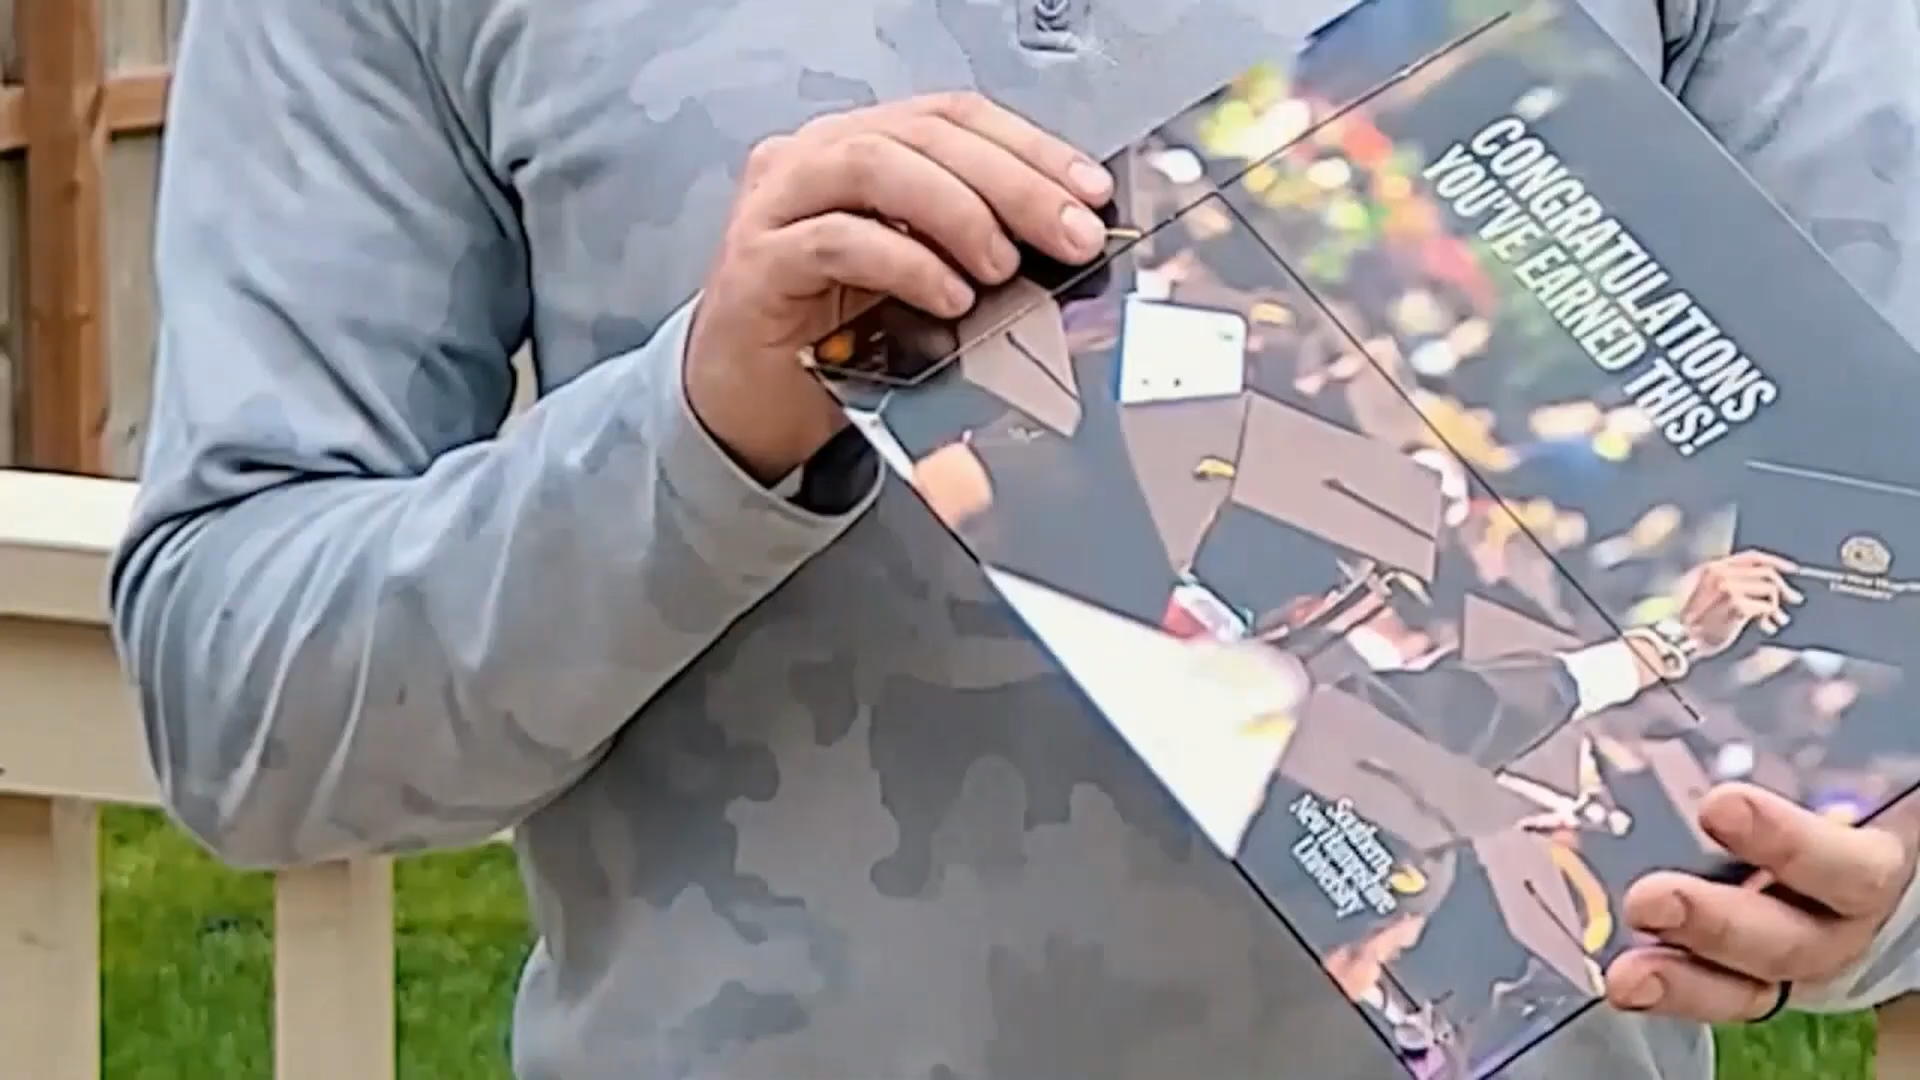 CONGRATULATIONS
YOU'VE EARNED THIS!
Southern
New Hampshire
University